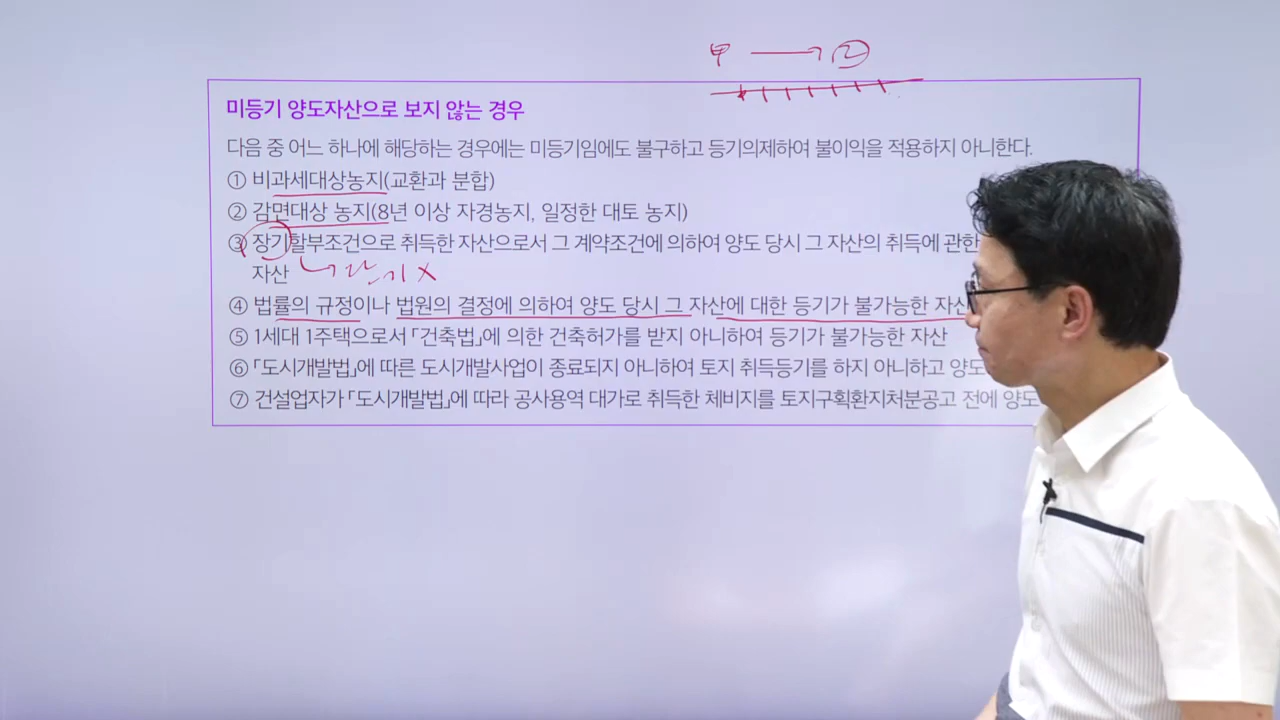 甲 → 乙
미등기 양도자산으로 보지 않는 경우
다음 중 어느 하나에 해당하는 경우에는 미등기임에도 불구하고 등기의제하여 불이익을 적용하지 아니한다.
① 비과세대상농지(교환과 분합)
② 감면대상 농지(8년 이상 자경농지, 일정한 대토 농지)
③ 장기할부조건으로 취득한 자산으로서 그 계약조건에 의하여 양도 당시 그 자산의 취득에 관한
자산
④ 법률의 규정이나 법원의 결정에 의하여 양도 당시 그 자산에 대한 등기가 불가능한 자산
⑤ 1세대 1주택으로서 「건축법」에 의한 건축허가를 받지 아니하여 등기가 불가능한 자산
⑥ 「도시개발법」에 따른 도시개발사업이 종료되지 아니하여 토지 취득등기를 하지 아니하고 양도
⑦ 건설업자가 「도시개발법」에 따라 공사용역 대가로 취득한 체비지를 토지구획환지처분공고 전에 양도